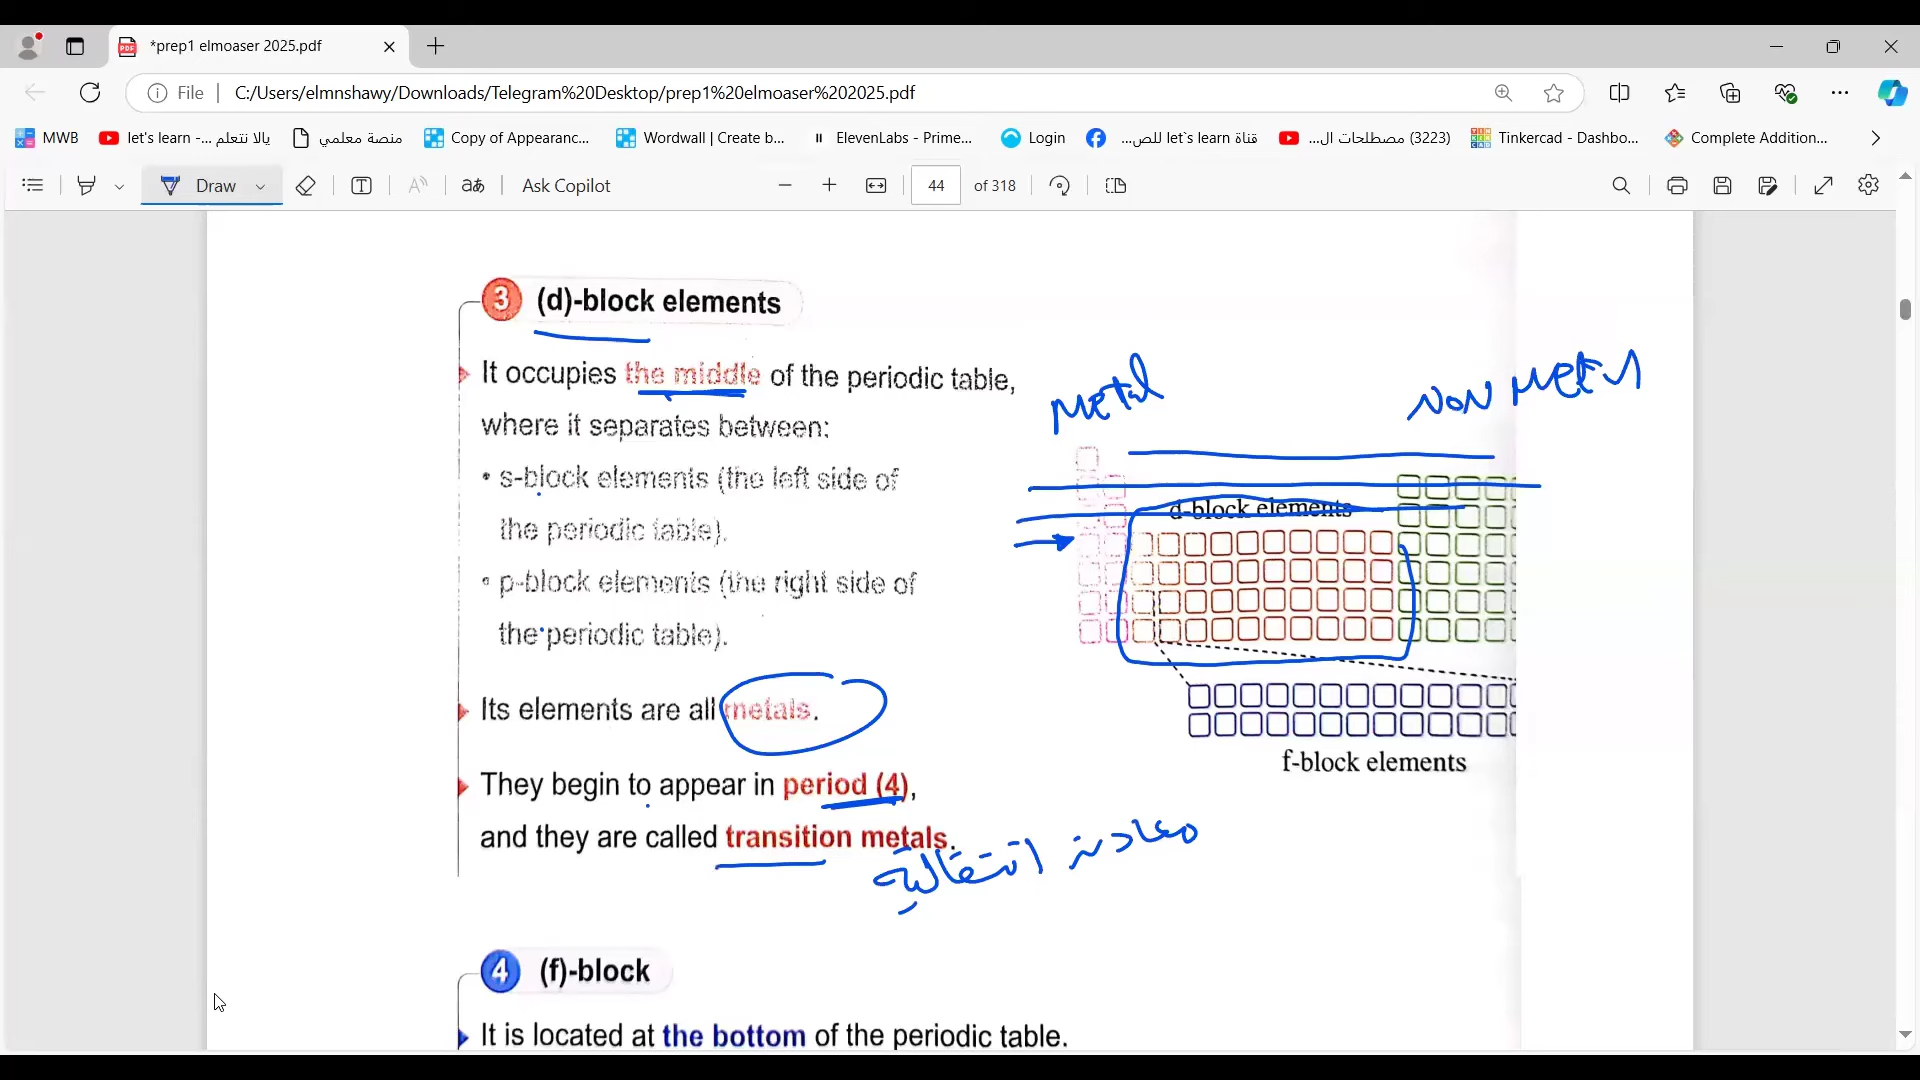 *prep1 elmoaser 2025.pdf
File C:/Users/elmnshawy/Downloads/Telegram%20Desktop/prep1%20elmoaser%202025.pdf
MWB let's learn -... يالا نتعلم منصة معلمي Copy of Appearanc... Wordwall | Create b... ElevenLabs - Prime... Login قناة let`s learn للص... (3223) مصطلحات ال... Tinkercad - Dashbo... Complete Addition...
Draw Ask Copilot 44 of 318
3 (d)-block elements
It occupies the middle of the periodic table,
where it separates between:
• s-block elements (the left side of
the periodic table).
• p-block elements (the right side of
the periodic table).
Its elements are all metals.
They begin to appear in period (4),
and they are called transition metals.
معادن انتقالية
Metal
Non Metal
d-block elements
f-block elements
4 (f)-block
It is located at the bottom of the periodic table.